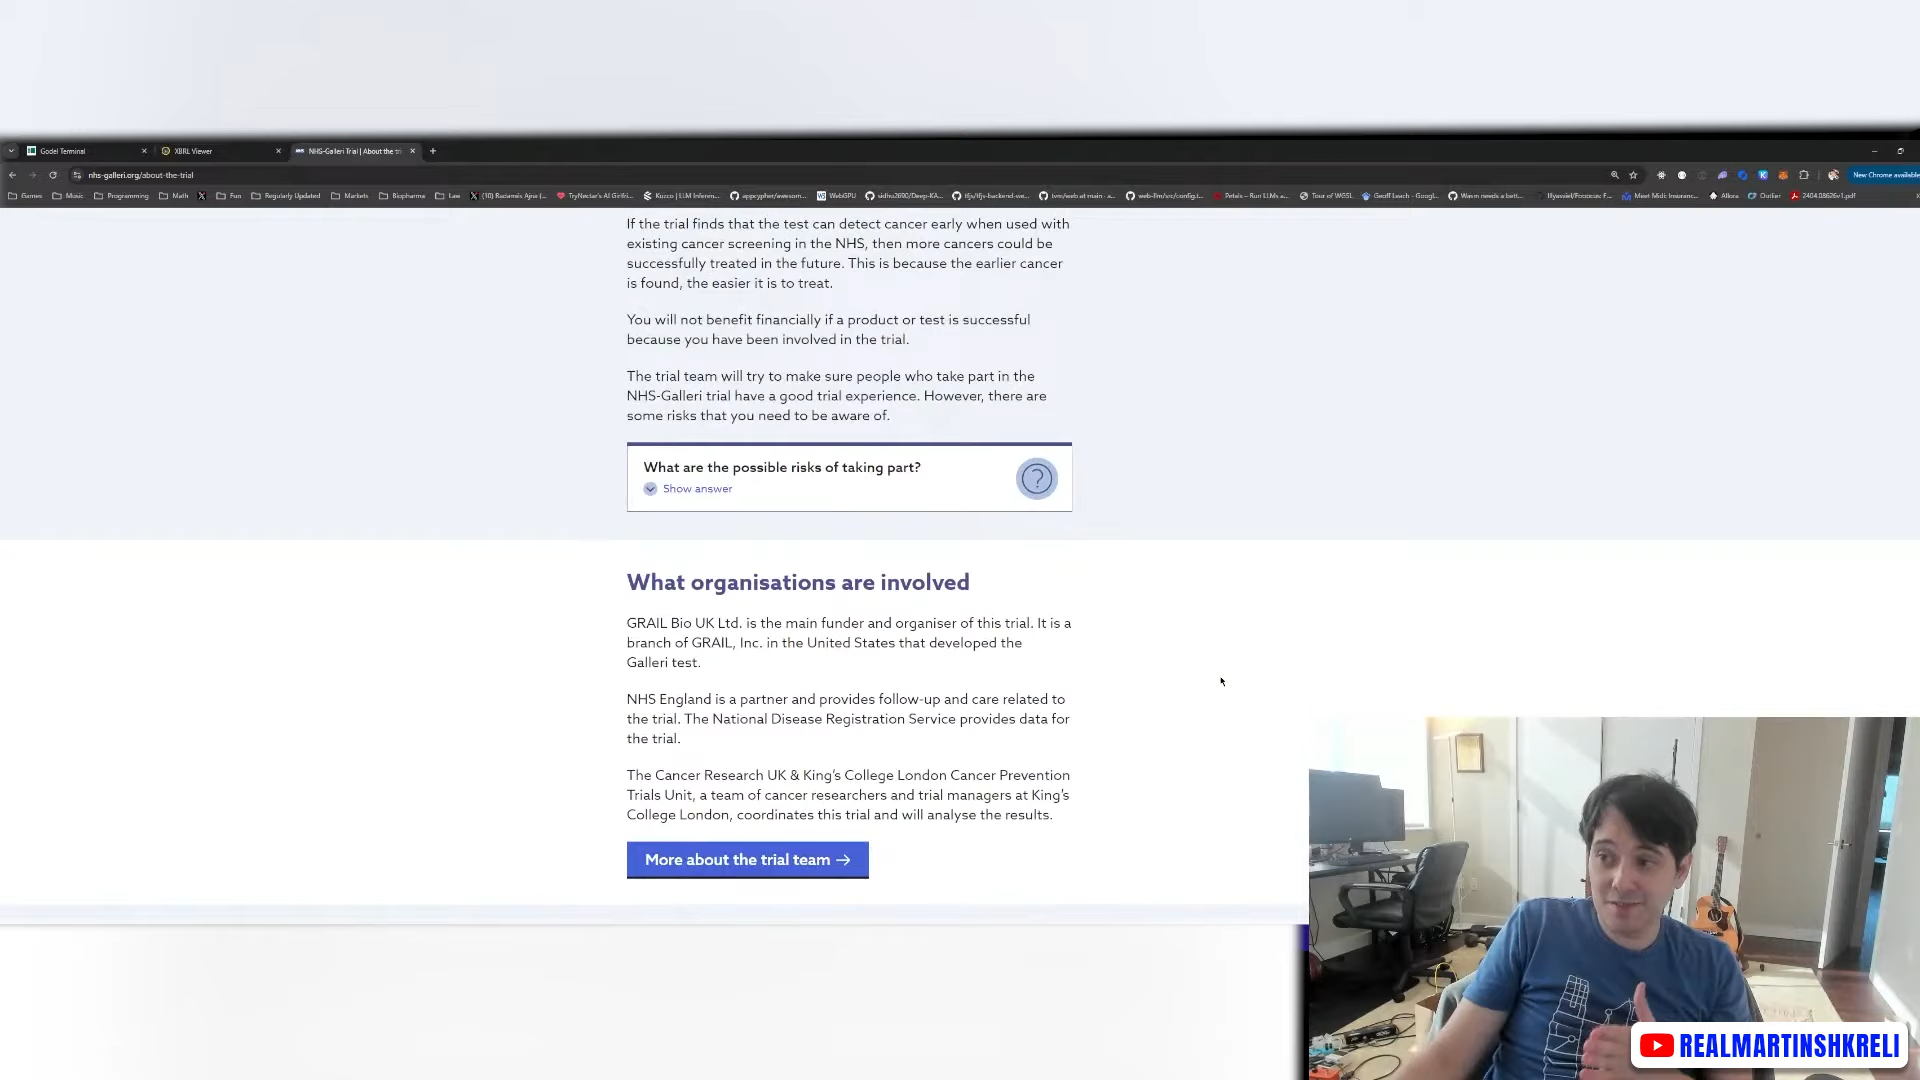 Godel Terminal
XBRL Viewer
NHS-Galleri Trial | About the tri
nhs-galleri.org/about-the-trial
New Chrome available
Games
Music
Programming
Math
Fun
Regularly Updated
Markets
Biopharma
Law
(10) Racamés Ajna (...
TryNectar's AI Girlfri...
Kuzco | LLM Inferen...
appcypher/awesom...
WebGPU
sidhu2690/Deep-KA...
tfjs/tfjs-backend-we...
tvm/web at main · a...
web-llm/src/config.t...
Petals – Run LLMs a...
Tour of WGSL
Geoff Leach - Googl...
Wasm needs a bett...
lllyasviel/Fooocus: F...
Meet Midi: Insuranc...
Allora
Outlier
2404.08626v1.pdf
If the trial finds that the test can detect cancer early when used with
existing cancer screening in the NHS, then more cancers could be
successfully treated in the future. This is because the earlier cancer
is found, the easier it is to treat.
You will not benefit financially if a product or test is successful
because you have been involved in the trial.
The trial team will try to make sure people who take part in the
NHS-Galleri trial have a good trial experience. However, there are
some risks that you need to be aware of.
What are the possible risks of taking part?
Show answer
What organisations are involved
GRAIL Bio UK Ltd. is the main funder and organiser of this trial. It is a
branch of GRAIL, Inc. in the United States that developed the
Galleri test.
NHS England is a partner and provides follow-up and care related to
the trial. The National Disease Registration Service provides data for
the trial.
The Cancer Research UK & King's College London Cancer Prevention
Trials Unit, a team of cancer researchers and trial managers at King's
College London, coordinates this trial and will analyse the results.
More about the trial team →
REALMARTINSHKRELI